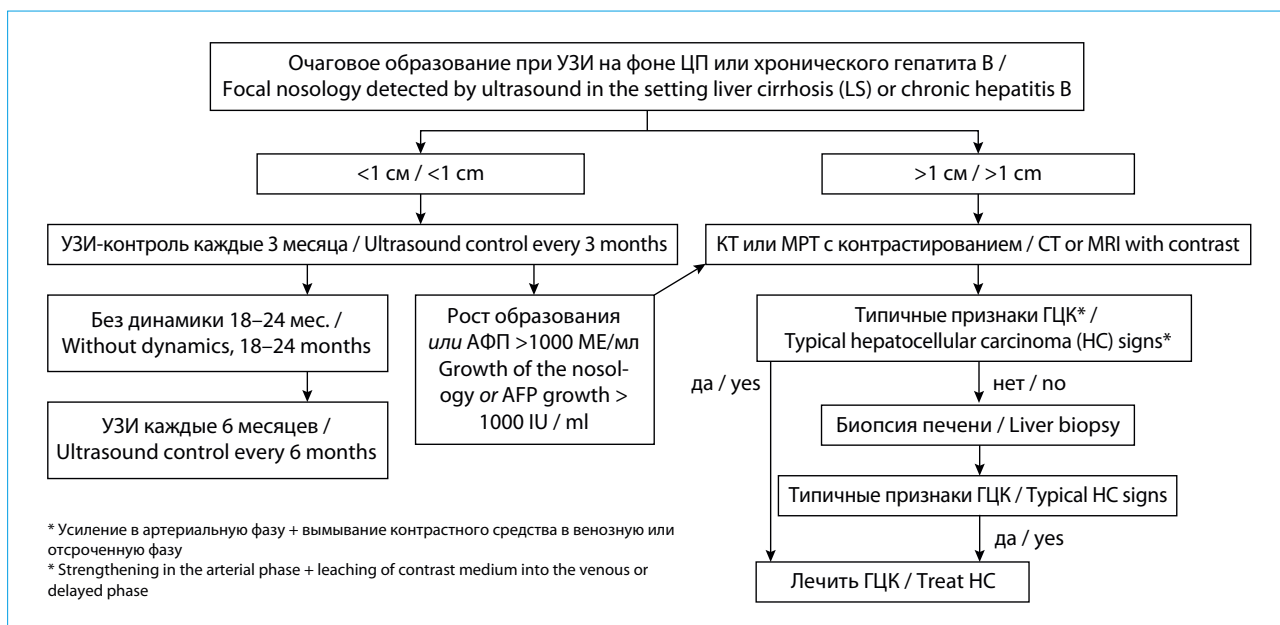 Очаговое образование при УЗИ на фоне ЦП или хронического гепатита В /
Focal nosology detected by ultrasound in the setting liver cirrhosis (LS) or chronic hepatitis B
<1 см / <1 cm
>1 см / >1 cm
УЗИ-контроль каждые 3 месяца / Ultrasound control every 3 months
КТ или МРТ с контрастированием / CT or MRI with contrast
Без динамики 18–24 мес. /
Without dynamics, 18–24 months
Рост образования
или АФП >1000 МЕ/мл
Growth of the nosol-
ogy or AFP growth >
1000 IU / ml
Типичные признаки ГЦК* /
Typical hepatocellular carcinoma (HC) signs*
да / yes
нет / no
УЗИ каждые 6 месяцев /
Ultrasound control every 6 months
Биопсия печени / Liver biopsy
Типичные признаки ГЦК / Typical HC signs
да / yes
Лечить ГЦК / Treat HC
* Усиление в артериальную фазу + вымывание контрастного средства в венозную или
отсроченную фазу
* Strengthening in the arterial phase + leaching of contrast medium into the venous or
delayed phase